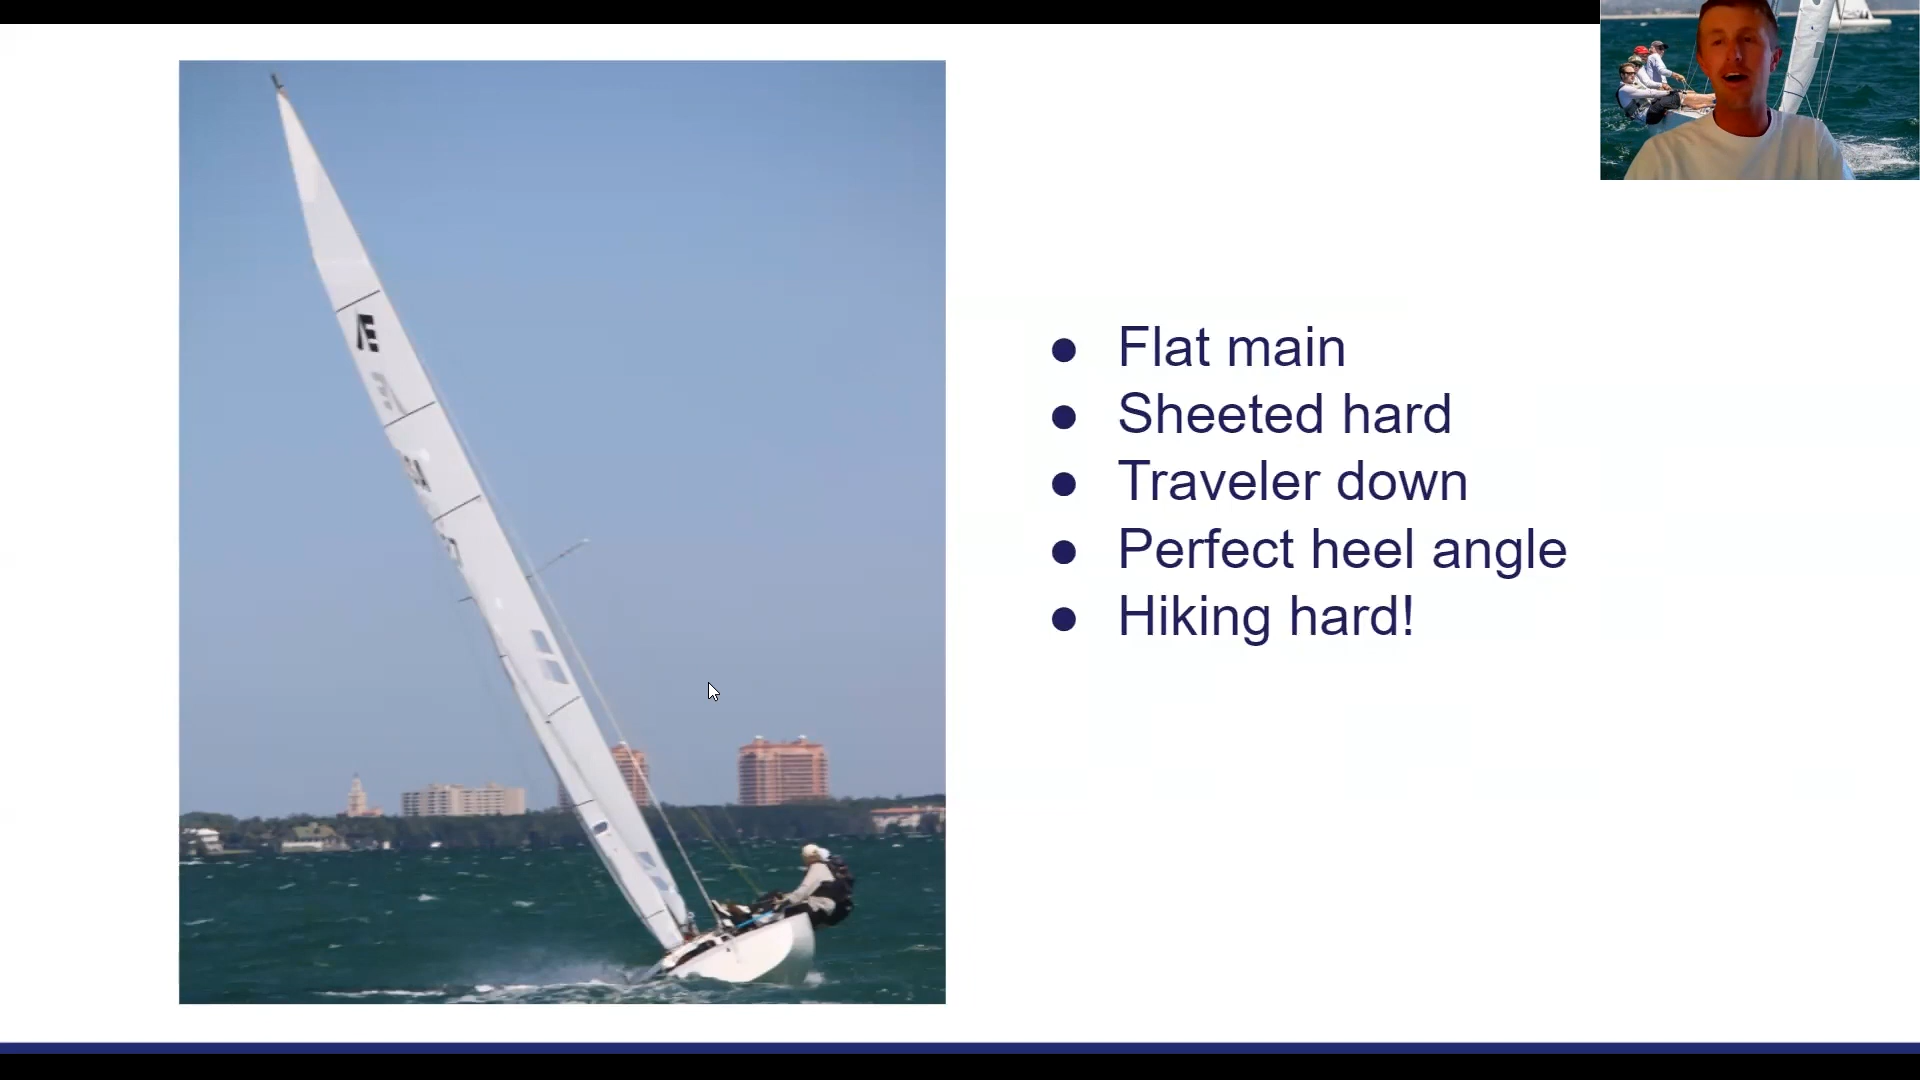 Flat main
Sheeted hard
Traveler down
Perfect heel angle
Hiking hard!